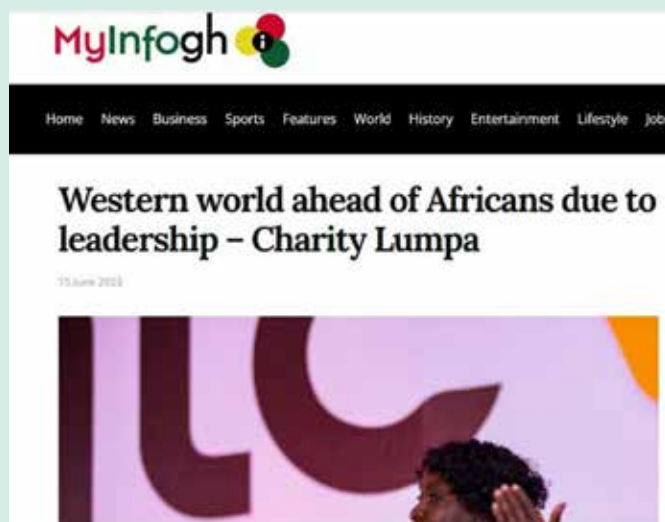 MyInfogh i
Home News Business Sports Features World History Entertainment Lifestyle Job
Western world ahead of Africans due to
leadership – Charity Lumpa
June